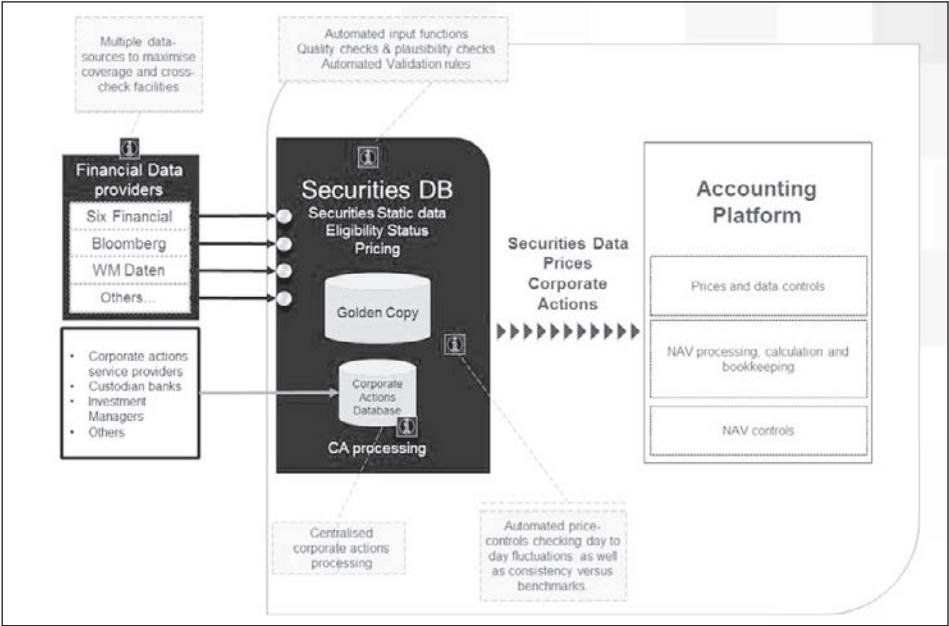 Multiple data-
sources to maximise
coverage and cross-
check facilities
Automated input functions
Quality checks & plausibility checks
Automated Validation rules
Financial Data
providers
Six Financial
Bloomberg
WM Daten
Others...
• Corporate actions
service providers
• Custodian banks
• Investment
Managers
• Others
Securities DB
Securities Static data
Eligibility Status
Pricing
Golden Copy
Corporate
Actions
Database
CA processing
Securities Data
Prices
Corporate
Actions
Accounting
Platform
Prices and data controls
NAV processing, calculation and
bookkeeping
NAV controls
Centralised
corporate actions
processing
Automated price-
controls checking day to
day fluctuations as well
as consistency versus
benchmarks.